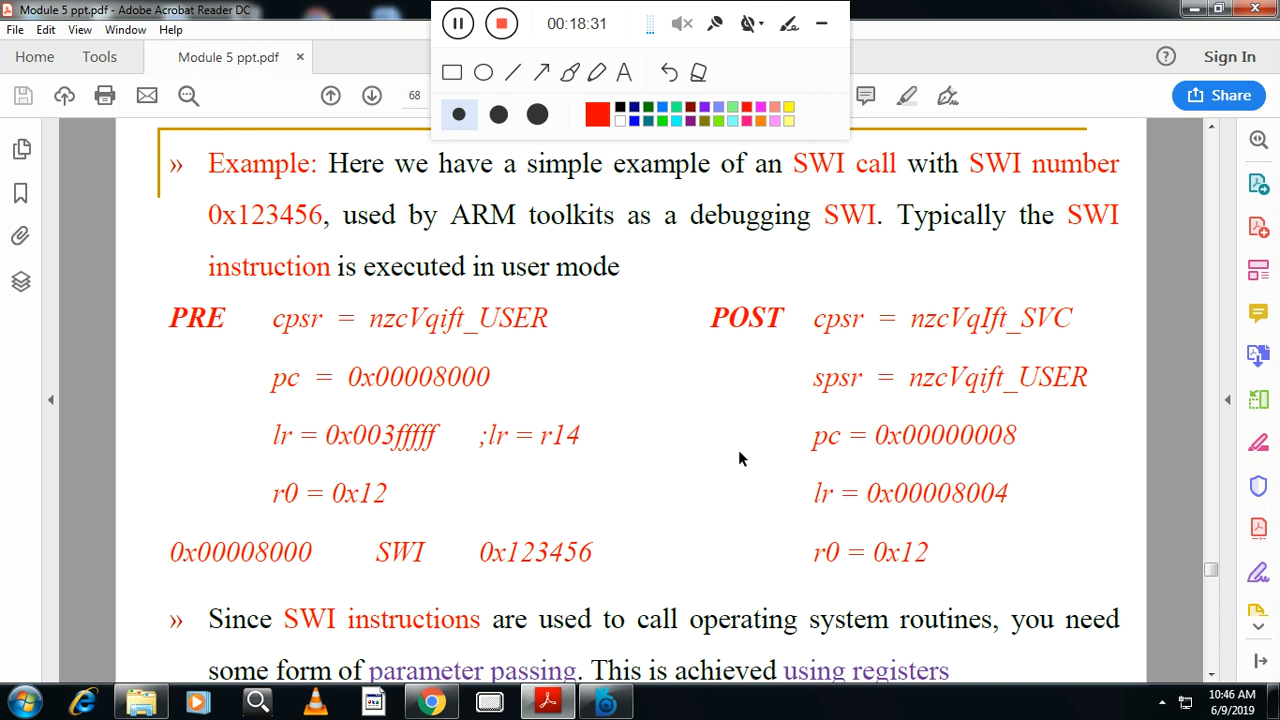 Module 5 ppt.pdf - Adobe Acrobat Reader DC
File Edit View Window Help
00:18:31
Home Tools Module 5 ppt.pdf × Sign In
68
Share
» Example: Here we have a simple example of an SWI call with SWI number
0x123456, used by ARM toolkits as a debugging SWI. Typically the SWI
instruction is executed in user mode
PRE cpsr = nzcVqift_USER POST cpsr = nzcVqIft_SVC
pc = 0x00008000 spsr = nzcVqift_USER
lr = 0x003fffff ;lr = r14 pc = 0x00000008
r0 = 0x12 lr = 0x00008004
0x00008000 SWI 0x123456 r0 = 0x12
» Since SWI instructions are used to call operating system routines, you need
some form of parameter passing. This is achieved using registers
10:46 AM
6/9/2019